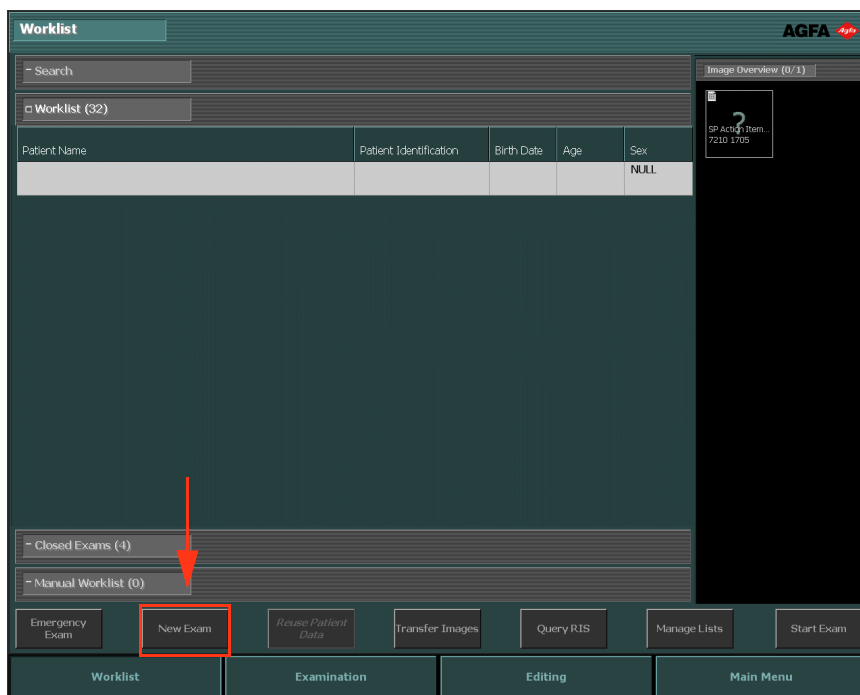 Worklist
AGFA
Agfa
- Search
Image Overview (0/1)
Worklist (32)
SP Action Item...
7210 1705
?
Patient Name
Patient Identification
Birth Date
Age
Sex
NULL
- Closed Exams (4)
- Manual Worklist (0)
Emergency
Exam
New Exam
Reuse Patient
Data
Transfer Images
Query RIS
Manage Lists
Start Exam
Worklist
Examination
Editing
Main Menu